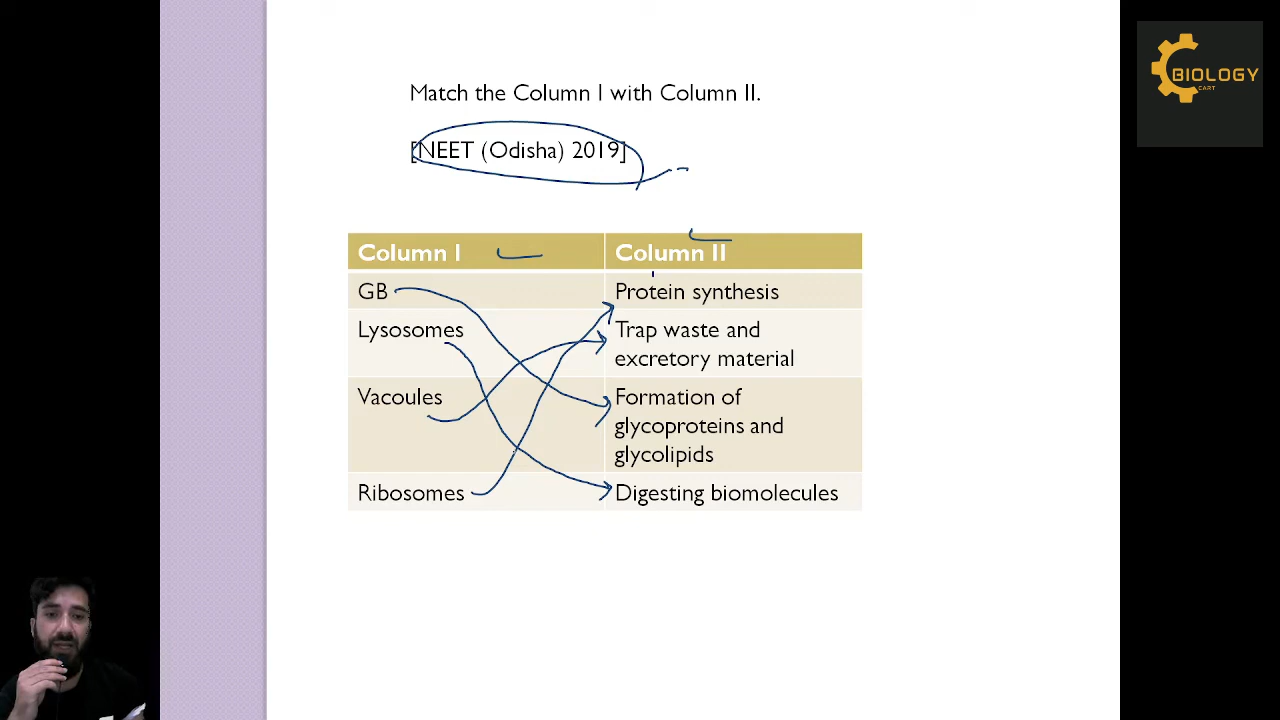 BIOLOGY
CART
Match the Column I with Column II.
[NEET (Odisha) 2019]
Column I Column II
GB Protein synthesis
Lysosomes Trap waste and
excretory material
Vacoules Formation of
glycoproteins and
glycolipids
Ribosomes Digesting biomolecules